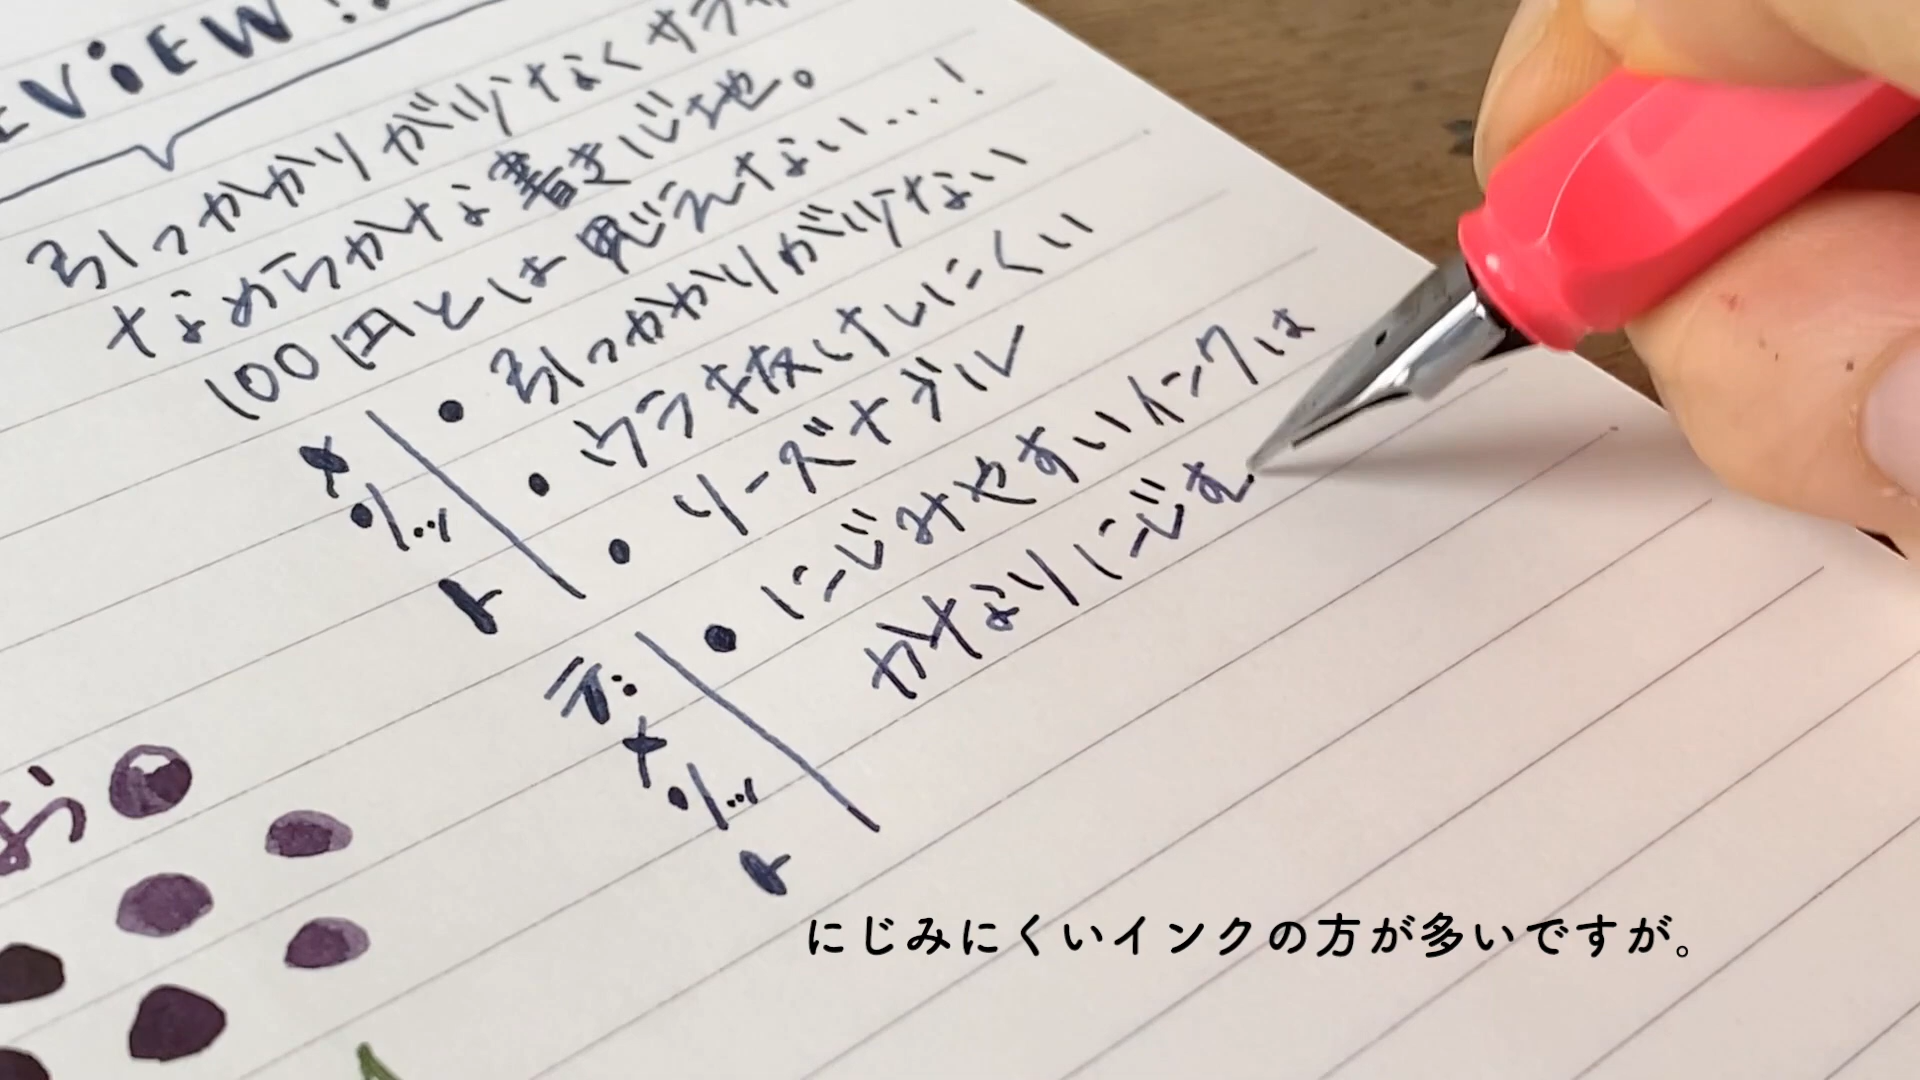 EViEW!!
引っかかりが少なくサラサ
なめらかな書き心地。
100円とは思えない...!
メリット
・引っかかりが少ない
・ウラ抜けしにくい
・リーズナブル
デメリット
・にじみやすいインクは
かなりにじむ
にじみにくいインクの方が多いですが。